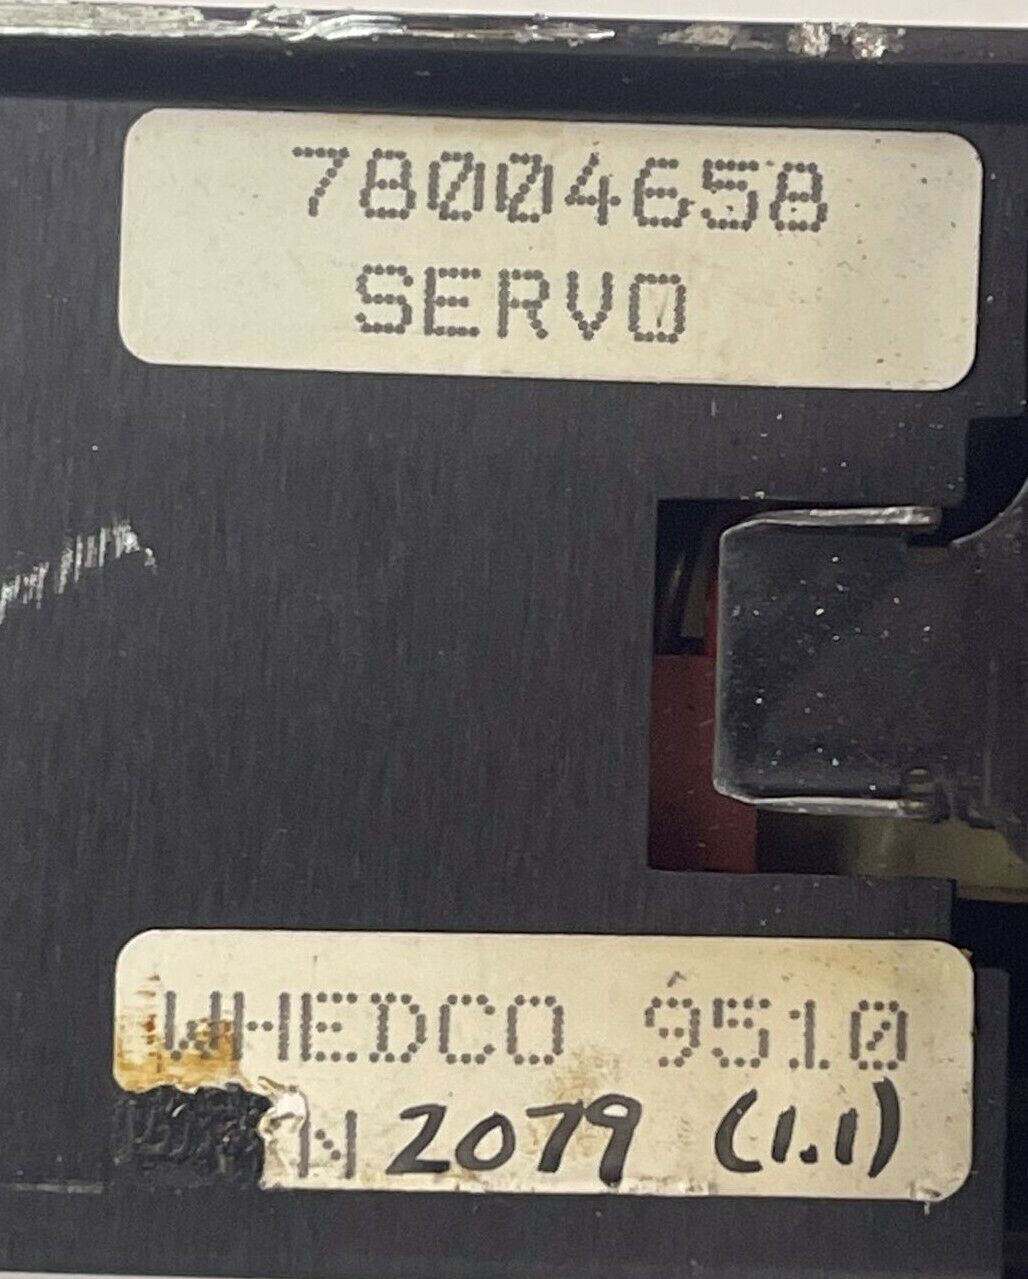 78004658
SERVO
WHEDCO 9510
N 2079 (1.1)